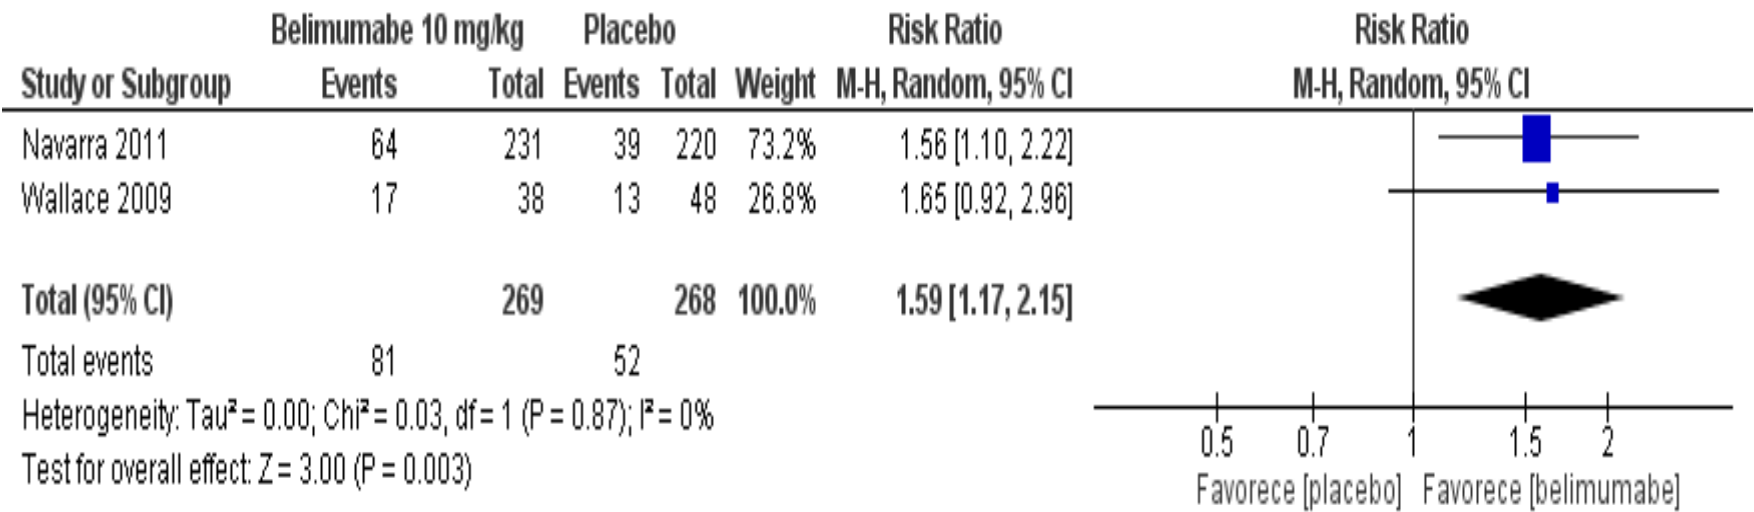 Belimumabe 10 mg/kg Placebo Risk Ratio Risk Ratio
Study or Subgroup Events Total Events Total Weight M-H, Random, 95% CI M-H, Random, 95% CI
Navarra 2011 64 231 39 220 73.2% 1.56 [1.10, 2.22]
Wallace 2009 17 38 13 48 26.8% 1.65 [0.92, 2.96]
Total (95% CI) 269 268 100.0% 1.59 [1.17, 2.15]
Total events 81 52
Heterogeneity: Tau² = 0.00; Chi² = 0.03, df = 1 (P = 0.87); I² = 0%
Test for overall effect: Z = 3.00 (P = 0.003)
0.5 0.7 1 1.5 2
Favorece [placebo] Favorece [belimumabe]